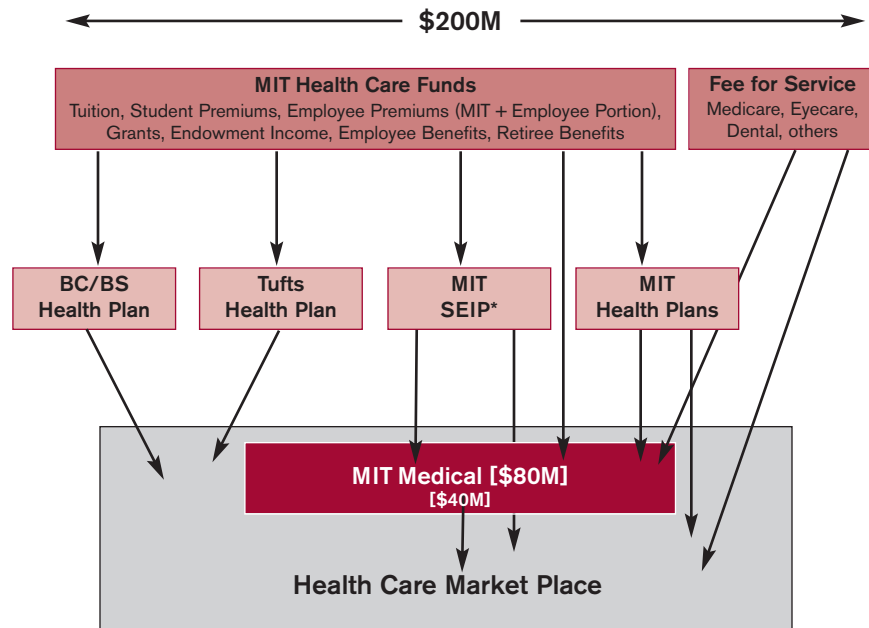 $200M
MIT Health Care Funds
Tuition, Student Premiums, Employee Premiums (MIT + Employee Portion),
Grants, Endowment Income, Employee Benefits, Retiree Benefits
Fee for Service
Medicare, Eyecare,
Dental, others
BC/BS
Health Plan
Tufts
Health Plan
MIT
SEIP*
MIT
Health Plans
MIT Medical [$80M]
[$40M]
Health Care Market Place